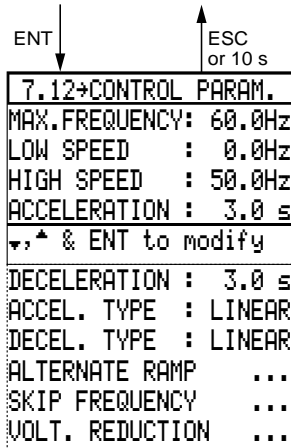 ENT
ESC
or 10 s
7.12→CONTROL PARAM.
MAX.FREQUENCY: 60.0Hz
LOW SPEED : 0.0Hz
HIGH SPEED : 50.0Hz
ACCELERATION : 3.0 s
▼,▲ & ENT to modify
DECELERATION : 3.0 s
ACCEL. TYPE : LINEAR
DECEL. TYPE : LINEAR
ALTERNATE RAMP ...
SKIP FREQUENCY ...
VOLT. REDUCTION ...